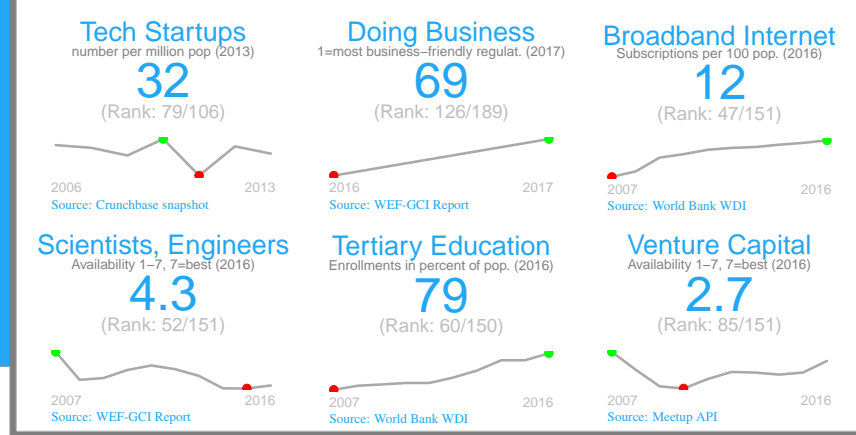 Tech Startups
number per million pop (2013)
32
(Rank: 79/106)
2006 2013
Source: Crunchbase snapshot
Doing Business
1=most business−friendly regulat. (2017)
69
(Rank: 126/189)
2016 2017
Source: WEF-GCI Report
Broadband Internet
Subscriptions per 100 pop. (2016)
12
(Rank: 47/151)
2007 2016
Source: World Bank WDI
Scientists, Engineers
Availability 1−7, 7=best (2016)
4.3
(Rank: 52/151)
2007 2016
Source: WEF-GCI Report
Tertiary Education
Enrollments in percent of pop. (2016)
79
(Rank: 60/150)
2007 2016
Source: World Bank WDI
Venture Capital
Availability 1−7, 7=best (2016)
2.7
(Rank: 85/151)
2007 2016
Source: Meetup API